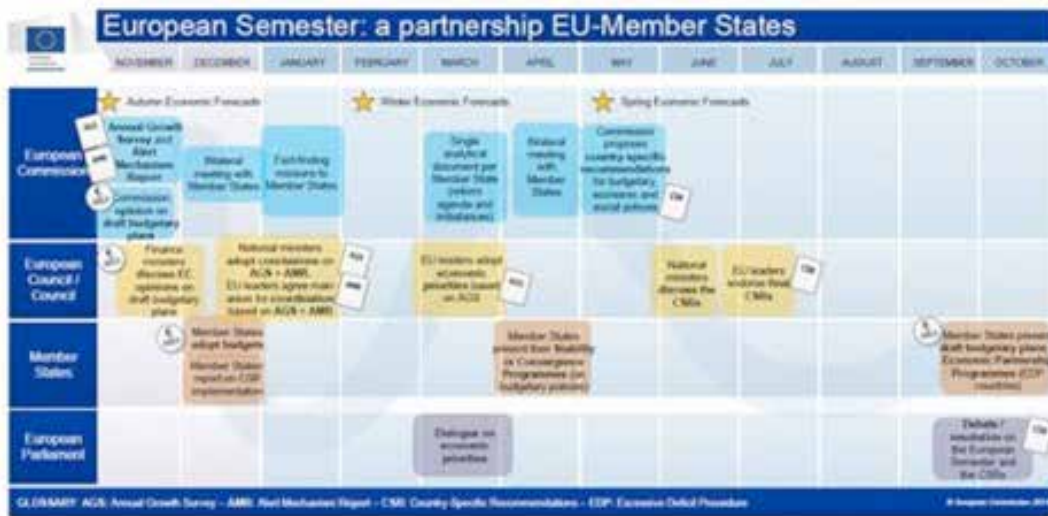 European Semester: a partnership EU-Member States
NOVEMBER DECEMBER JANUARY FEBRUARY MARCH APRIL MAY JUNE JULY AUGUST SEPTEMBER OCTOBER
Autumn Economic Forecasts
Winter Economic Forecasts
Spring Economic Forecasts
European
Commission
Annual Growth
Survey and
Alert
Mechanism
Report
Commission
opinion on
draft budgetary
plans
Bilateral
meeting with
Member States
Fact-finding
missions to
Member States
Single
analytical
document per
Member State
(reform
agenda and
imbalances)
Bilateral
meeting
with
Member
States
Commission
proposes
country-specific
recommendations
for budgetary,
economic and
social policies
European
Council /
Council
Finance
ministers
discuss EC
opinions on
draft budgetary
plans
National ministers
adopt conclusions on
AGS + AMR.
EU leaders agree main
areas for coordination
based on AGS + AMR
EU leaders adopt
economic
priorities based
on AGS
National
ministers
discuss the
CSRs
EU leaders
endorse final
CSRs
Member
States
Member States
adopt budgets
Member States
report on
implementation
Member States
present their Stability
or Convergence
Programmes (on
budgetary policies)
Member States present
draft budgetary plans
Economic Partnership
Programmes (EDP
countries)
European
Parliament
Dialogue on
economic
priorities
Debate /
resolution on
the European
Semester and
the CSRs
GLOSSARY: AGS: Annual Growth Survey – AMR: Alert Mechanism Report – CSR: Country Specific Recommendations – EDP: Excessive Deficit Procedure
© European Commission